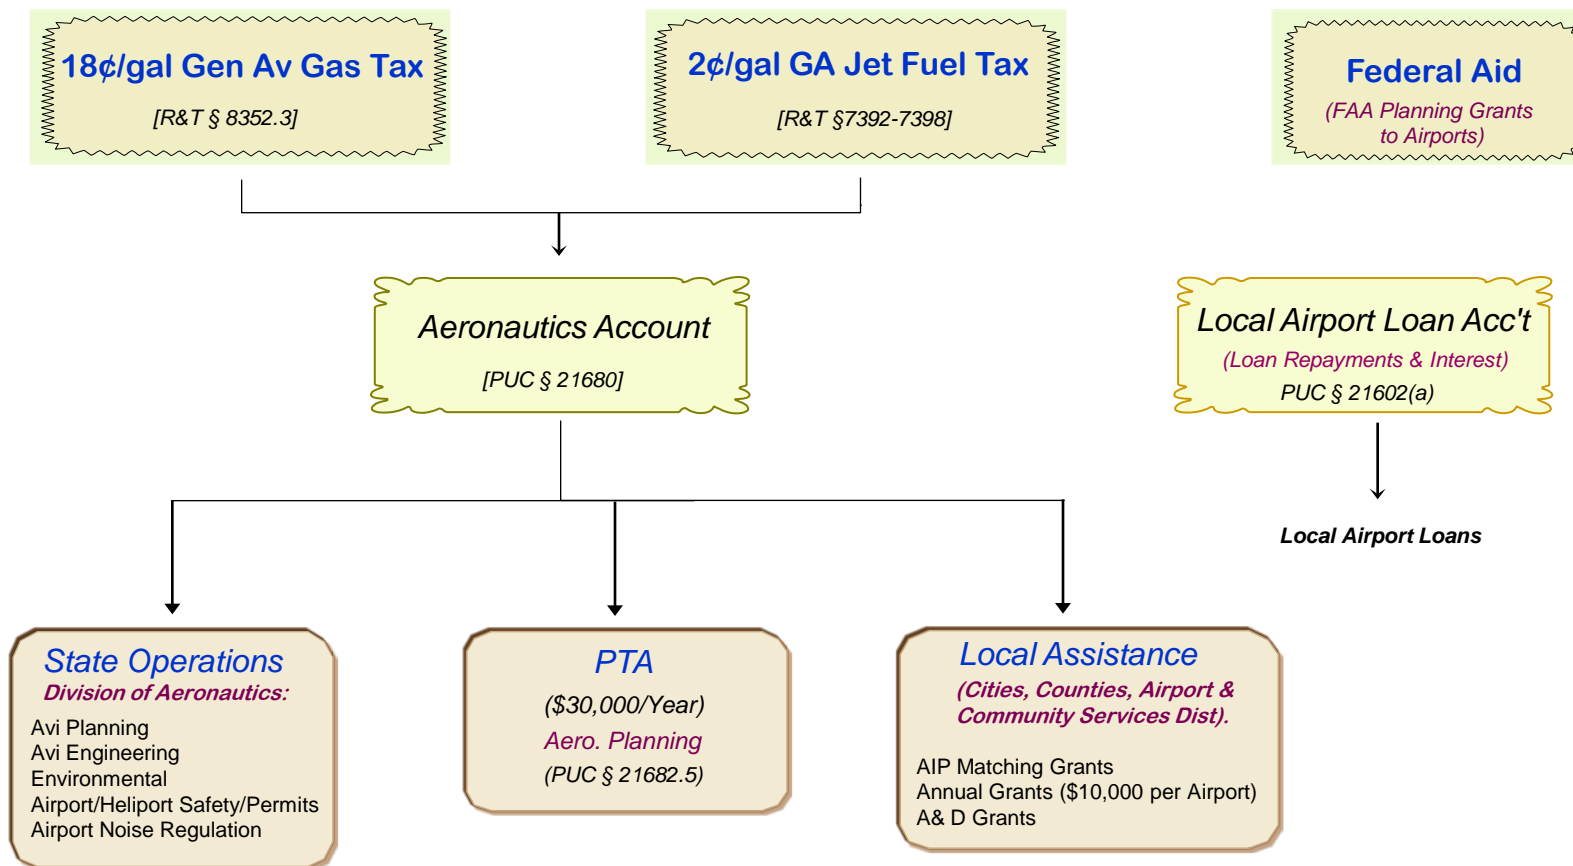 18¢/gal Gen Av Gas Tax
[R&T § 8352.3]
2¢/gal GA Jet Fuel Tax
[R&T §7392-7398]
Federal Aid
(FAA Planning Grants
to Airports)
Aeronautics Account
[PUC § 21680]
Local Airport Loan Acc't
(Loan Repayments & Interest)
PUC § 21602(a)
Local Airport Loans
State Operations
Division of Aeronautics:
Avi Planning
Avi Engineering
Environmental
Airport/Heliport Safety/Permits
Airport Noise Regulation
PTA
($30,000/Year)
Aero. Planning
(PUC § 21682.5)
Local Assistance
(Cities, Counties, Airport &
Community Services Dist).
AIP Matching Grants
Annual Grants ($10,000 per Airport)
A& D Grants